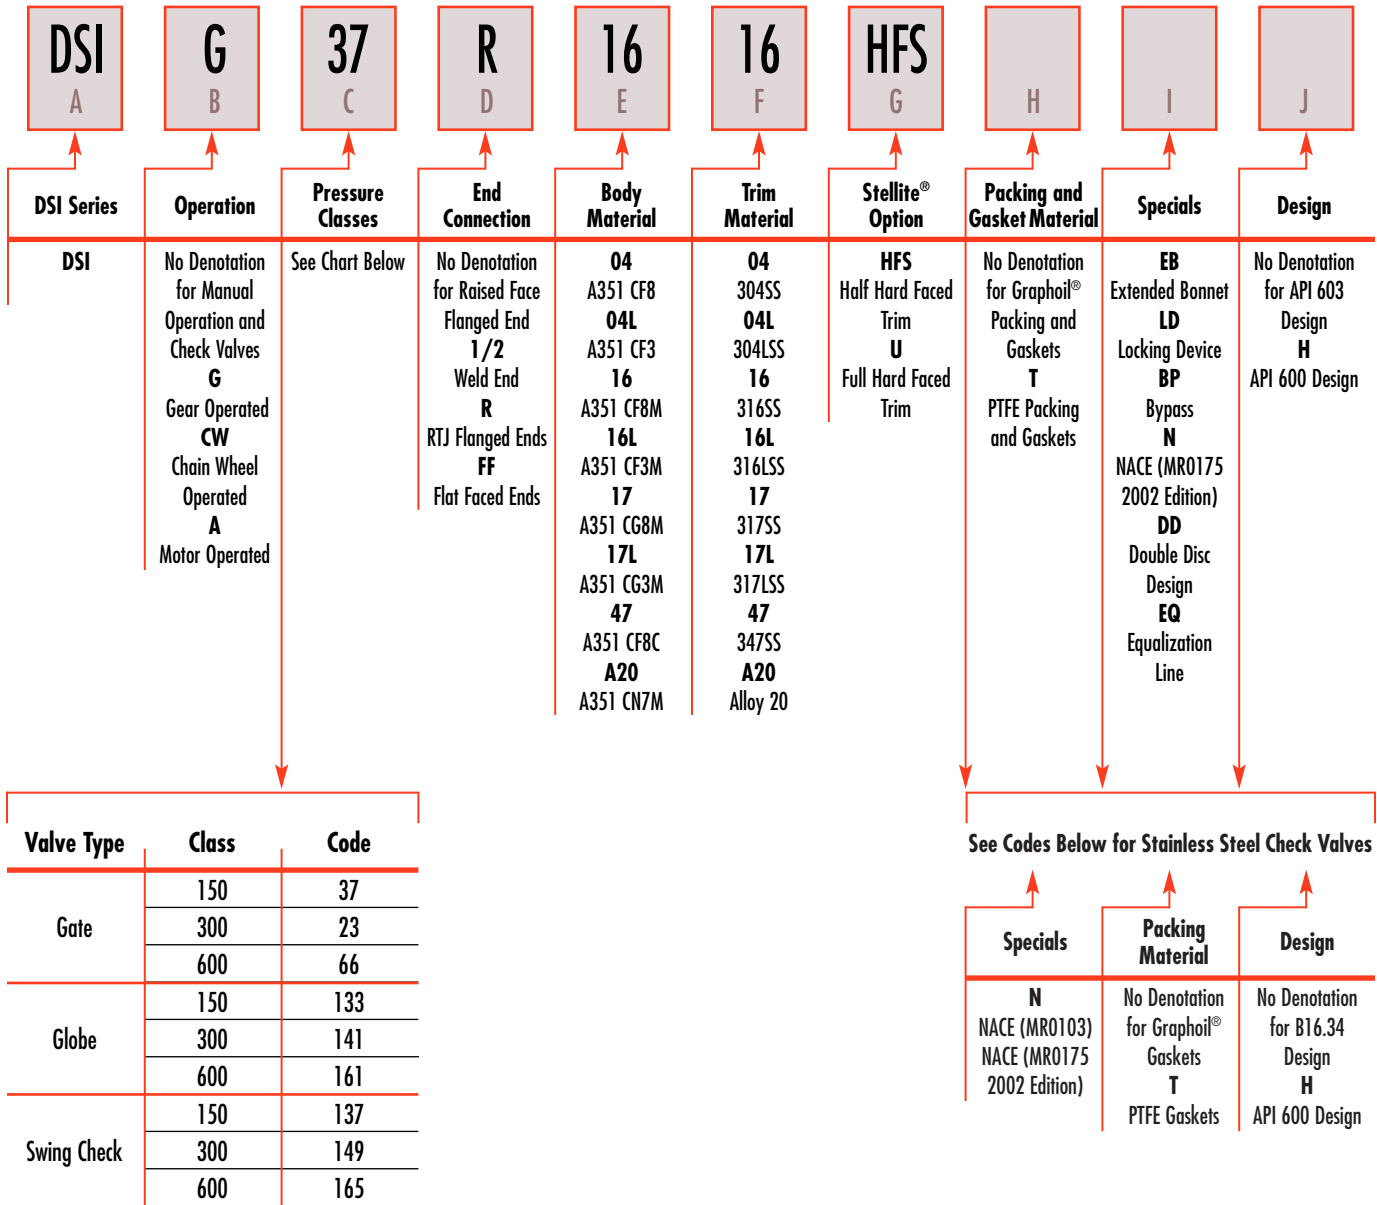 DSI G 37 R 16 16 HFS
A B C D E F G H I J
DSI Series
DSI
Operation
No Denotation
for Manual
Operation and
Check Valves
G
Gear Operated
CW
Chain Wheel
Operated
A
Motor Operated
Pressure
Classes
See Chart Below
End
Connection
No Denotation
for Raised Face
Flanged End
1/2
Weld End
R
RTJ Flanged Ends
FF
Flat Faced Ends
Body
Material
04
A351 CF8
04L
A351 CF3
16
A351 CF8M
16L
A351 CF3M
17
A351 CG8M
17L
A351 CG3M
47
A351 CF8C
A20
A351 CN7M
Trim
Material
04
304SS
04L
304LSS
16
316SS
16L
316LSS
17
317SS
17L
317LSS
47
347SS
A20
Alloy 20
Stellite®
Option
HFS
Half Hard Faced
Trim
U
Full Hard Faced
Trim
Packing and
Gasket Material
No Denotation
for Graphoil®
Packing and
Gaskets
T
PTFE Packing
and Gaskets
Specials
EB
Extended Bonnet
LD
Locking Device
BP
Bypass
N
NACE (MR0175
2002 Edition)
DD
Double Disc
Design
EQ
Equalization
Line
Design
No Denotation
for API 603
Design
H
API 600 Design
Valve Type Class Code
Gate
150 37
300 23
600 66
Globe
150 133
300 141
600 161
Swing Check
150 137
300 149
600 165
See Codes Below for Stainless Steel Check Valves
Specials
N
NACE (MR0103)
NACE (MR0175
2002 Edition)
Packing
Material
No Denotation
for Graphoil®
Gaskets
T
PTFE Gaskets
Design
No Denotation
for B16.34
Design
H
API 600 Design